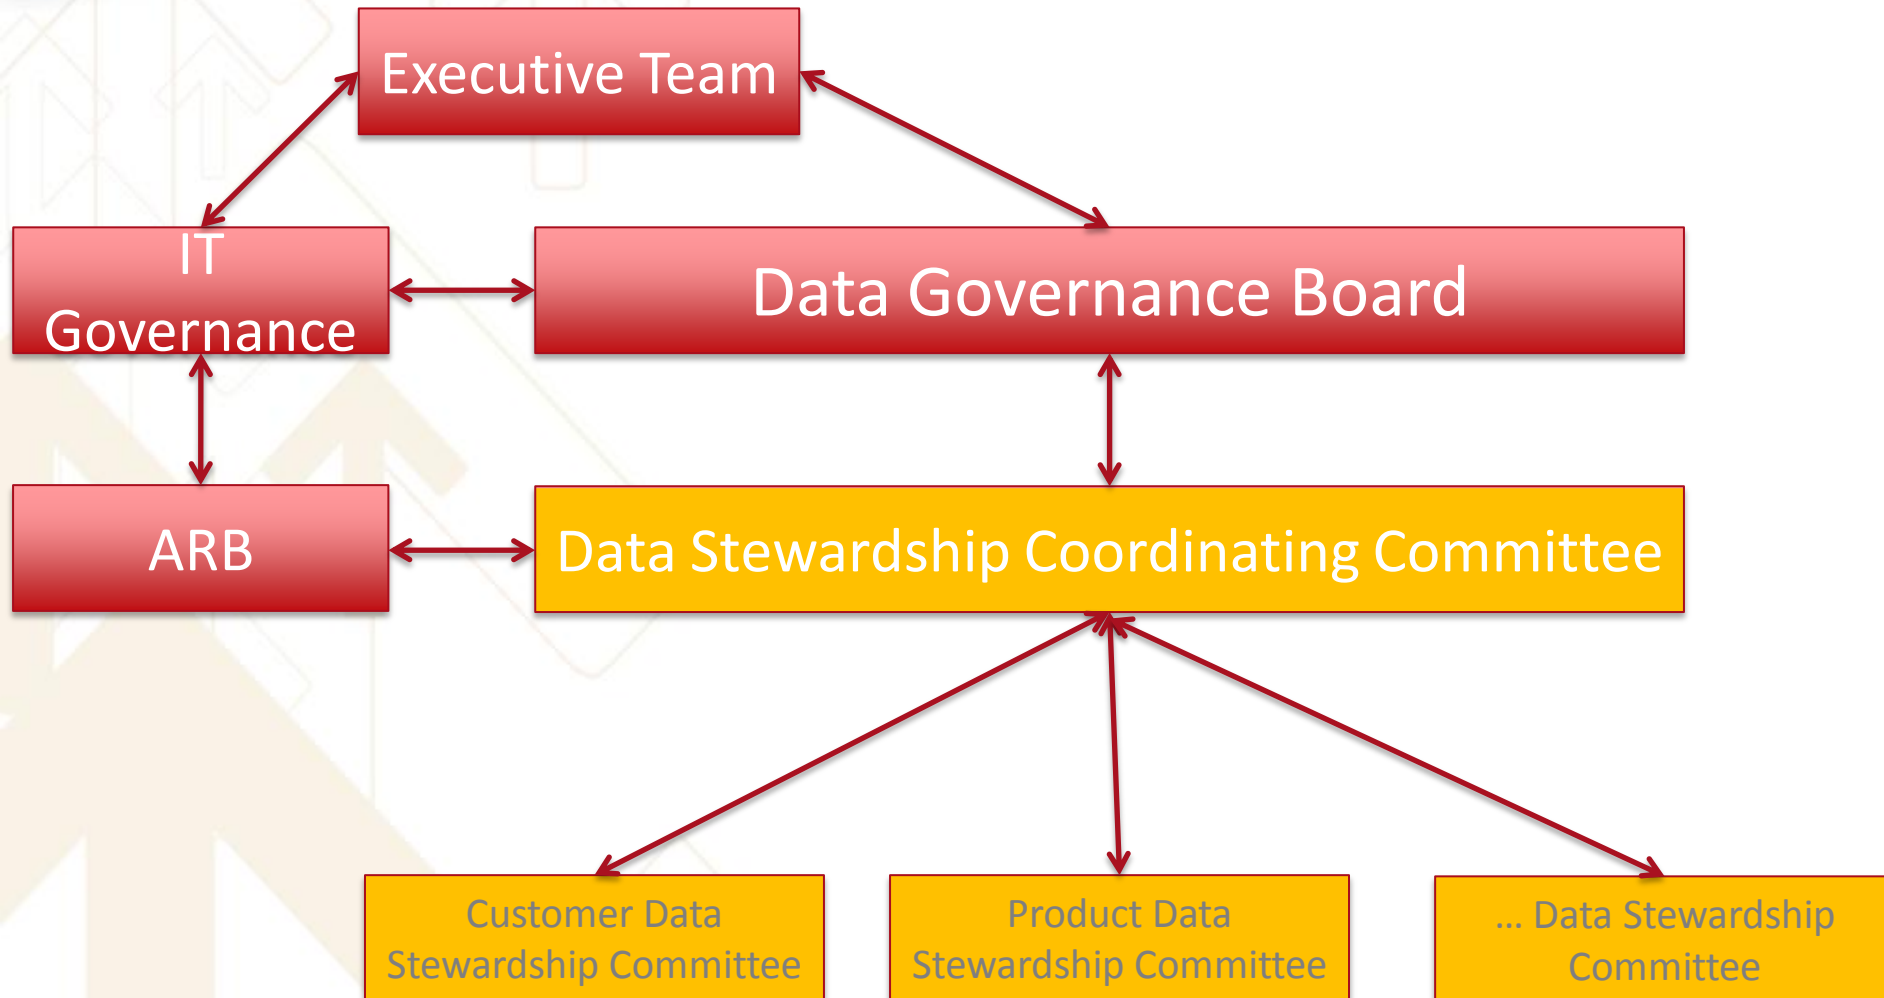 Executive Team
IT
Governance
Data Governance Board
ARB
Data Stewardship Coordinating Committee
Customer Data
Stewardship Committee
Product Data
Stewardship Committee
... Data Stewardship
Committee